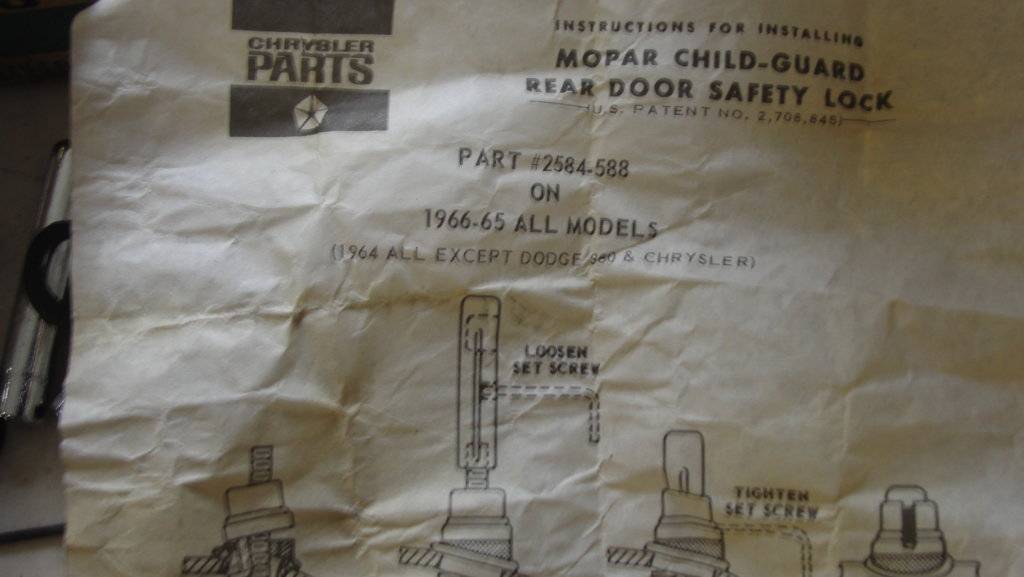 CHRYSLER
PARTS
INSTRUCTIONS FOR INSTALLING
MOPAR CHILD-GUARD
REAR DOOR SAFETY LOCK
(U.S. PATENT NO. 2,708,845)
PART #2584-588
ON
1966-65 ALL MODELS
(1964 ALL EXCEPT DODGE 880 & CHRYSLER)
LOOSEN
SET SCREW
TIGHTEN
SET SCREW